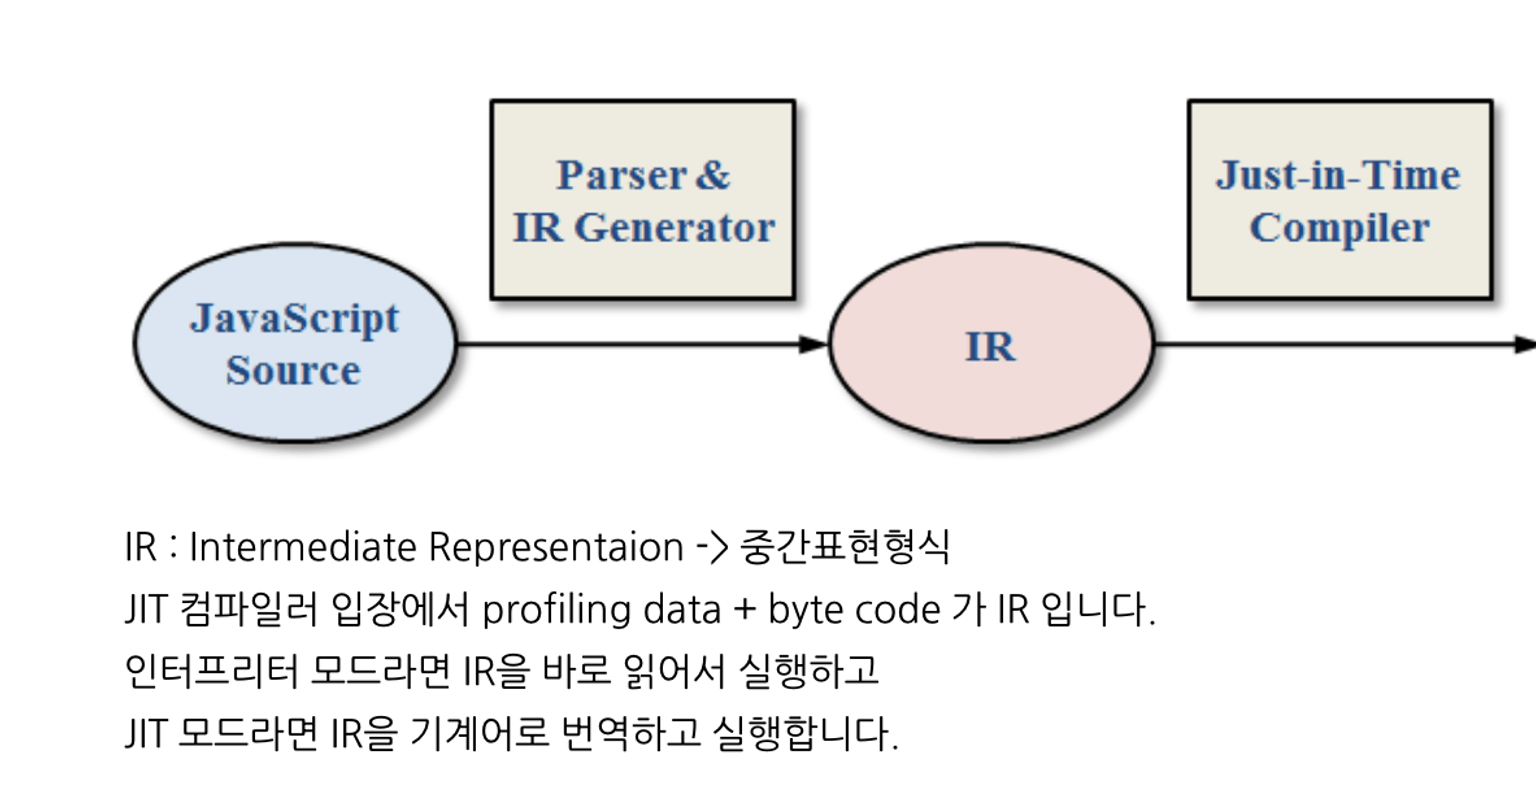 Parser &
IR Generator
Just-in-Time
Compiler
JavaScript
Source
IR
IR : Intermediate Representaion -> 중간표현형식
JIT 컴파일러 입장에서 profiling data + byte code 가 IR 입니다.
인터프리터 모드라면 IR을 바로 읽어서 실행하고
JIT 모드라면 IR을 기계어로 번역하고 실행합니다.